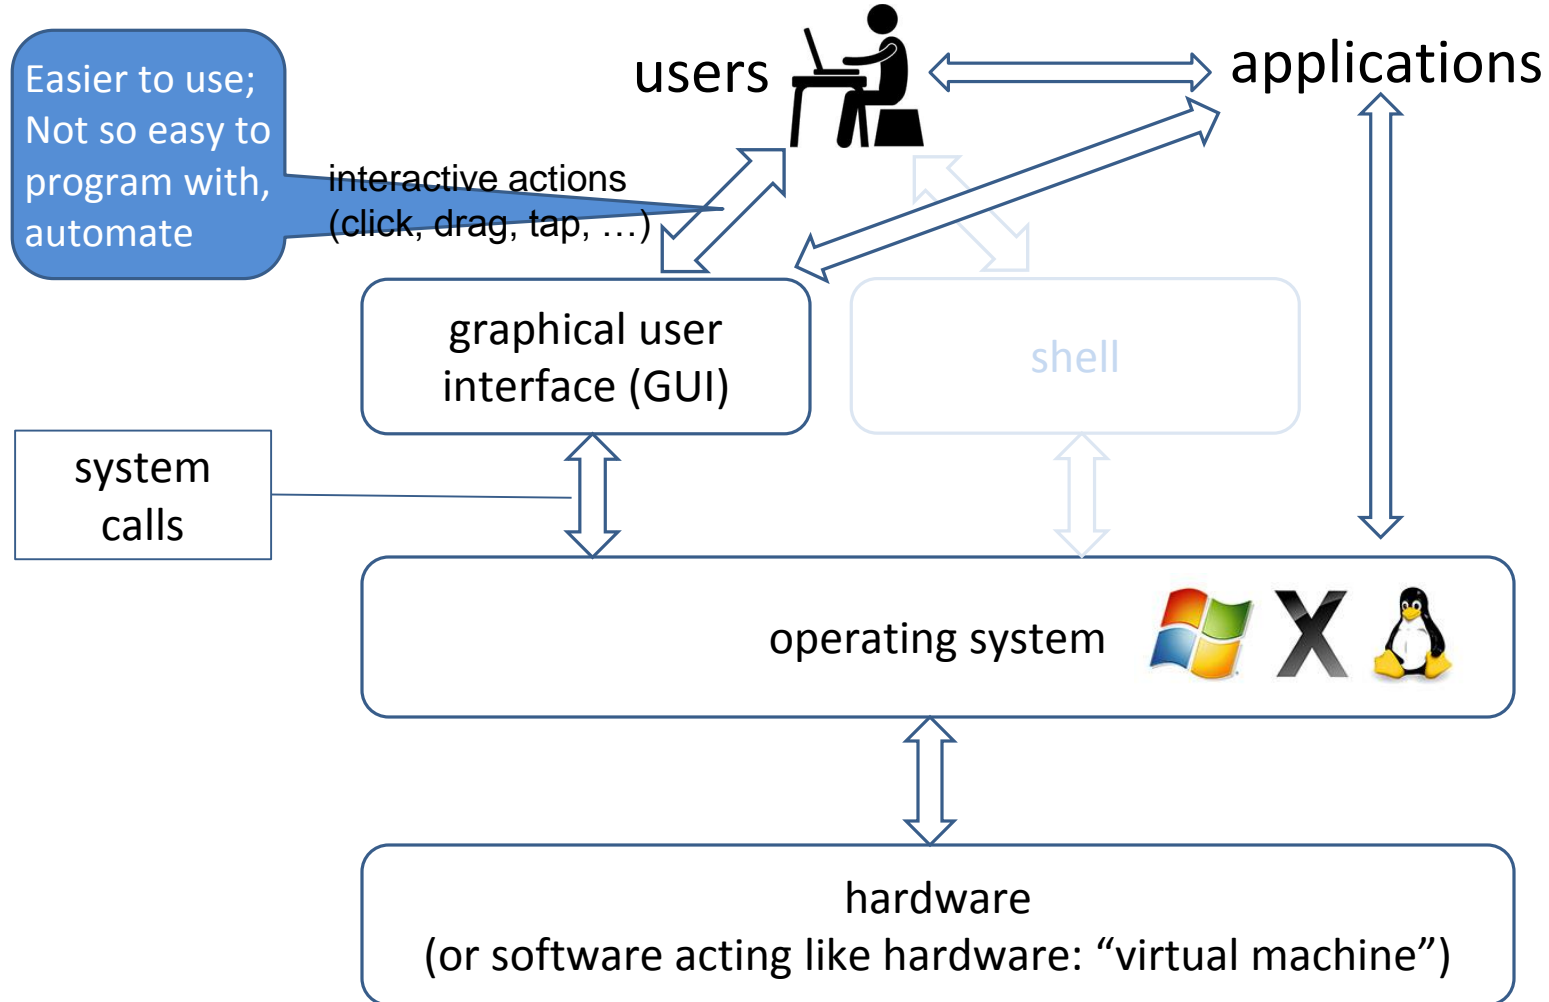 Easier to use;
Not so easy to
program with,
automate
users
applications
interactive actions
(click, drag, tap, …)
graphical user
interface (GUI)
shell
system
calls
operating system
X
hardware
(or software acting like hardware: “virtual machine”)